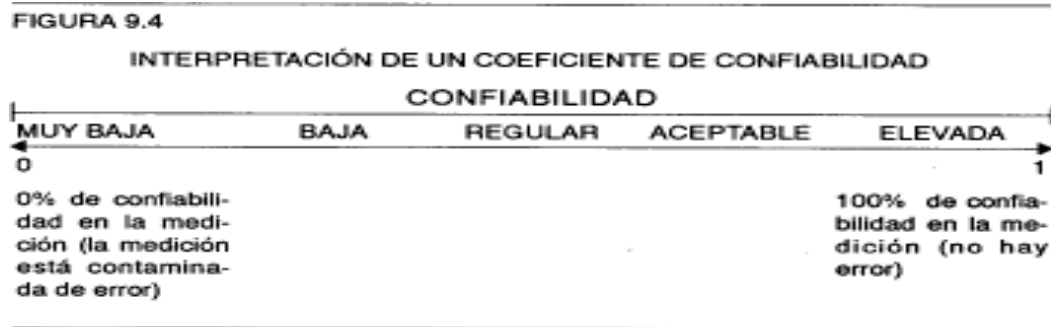 FIGURA 9.4
INTERPRETACIÓN DE UN COEFICIENTE DE CONFIABILIDAD
CONFIABILIDAD
MUY BAJA BAJA REGULAR ACEPTABLE ELEVADA
0 1
0% de confiabili-
dad en la medi-
ción (la medición
está contamina-
da de error)
100% de confia-
bilidad en la me-
dición (no hay
error)